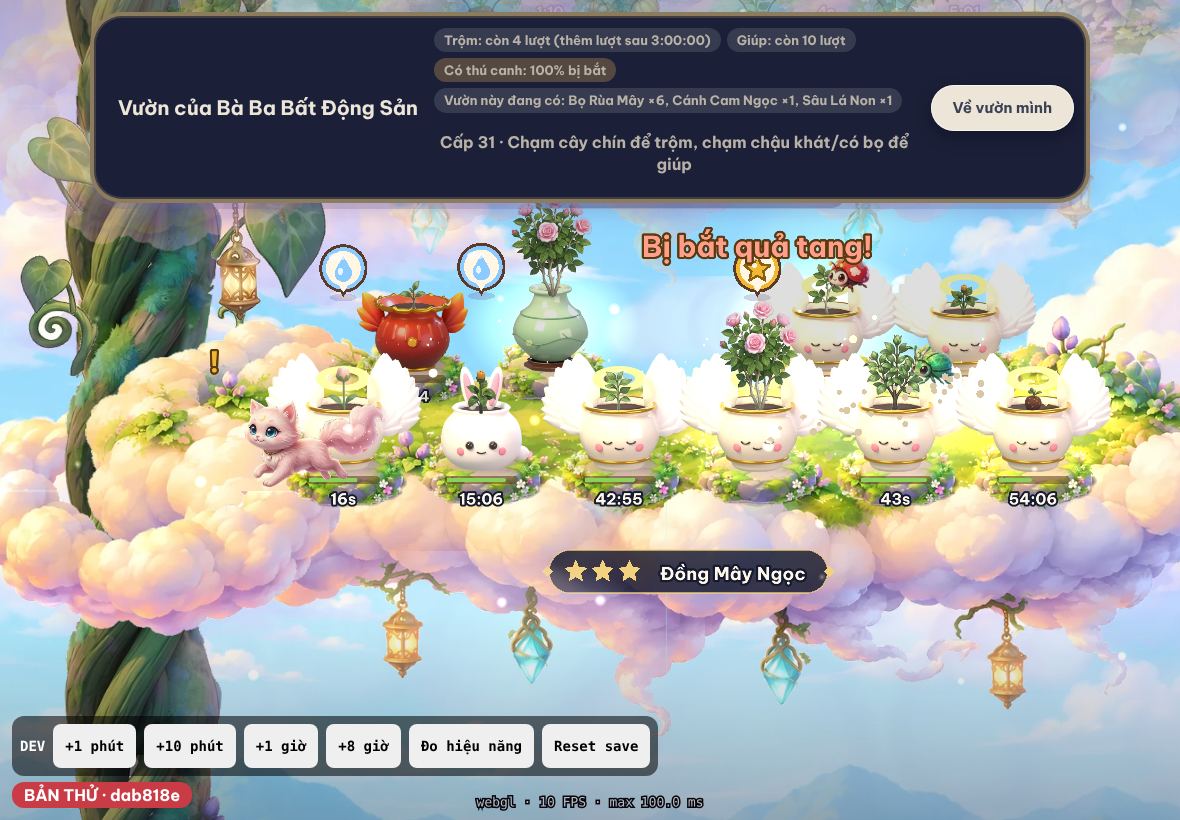 Trộm: còn 4 lượt (thêm lượt sau 3:00:00)
Giúp: còn 10 lượt
Có thú canh: 100% bị bắt
Vườn của Bà Ba Bất Động Sản
Vườn này đang có: Bọ Rùa Mây ×6, Cánh Cam Ngọc ×1, Sâu Lá Non ×1
Về vườn mình
Cấp 31 · Chạm cây chín để trộm, chạm chậu khát/có bọ để
giúp
Bị bắt quả tang!
!
4
16s
15:06
42:55
43s
54:06
Đồng Mây Ngọc
DEV
+1 phút
+10 phút
+1 giờ
+8 giờ
Đo hiệu năng
Reset save
BẢN THỬ · dab818e
webgl · 10 FPS · max 100.0 ms